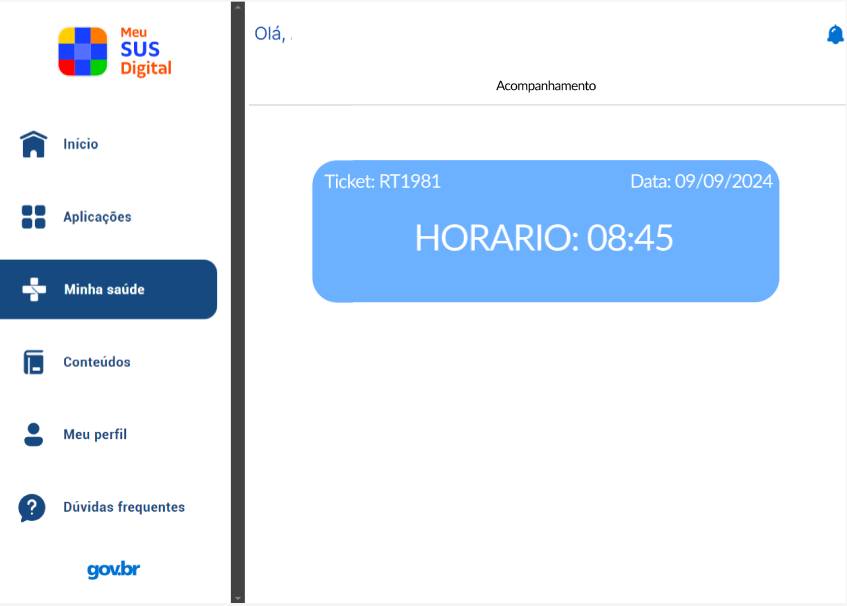 Meu
SUS
Digital
Início
Aplicações
Minha saúde
Conteúdos
Meu perfil
Dúvidas frequentes
gov.br
Olá, .
Acompanhamento
Ticket: RT1981
Data: 09/09/2024
HORARIO: 08:45